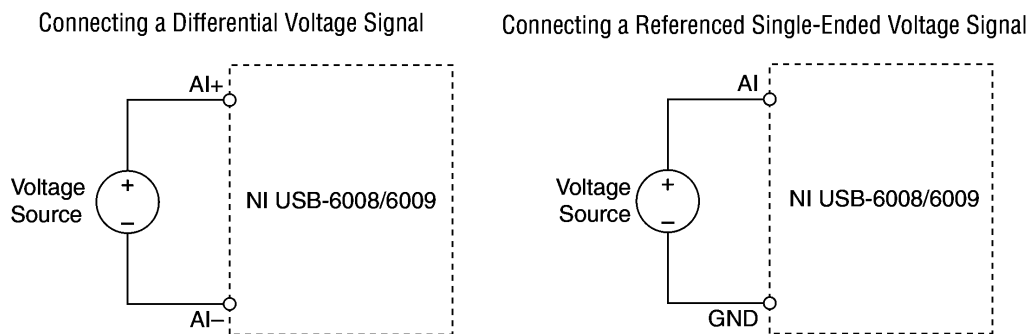 Connecting a Differential Voltage Signal
AI+
+
Voltage
Source
–
NI USB-6008/6009
AI–
Connecting a Referenced Single-Ended Voltage Signal
AI
+
Voltage
Source
–
NI USB-6008/6009
GND